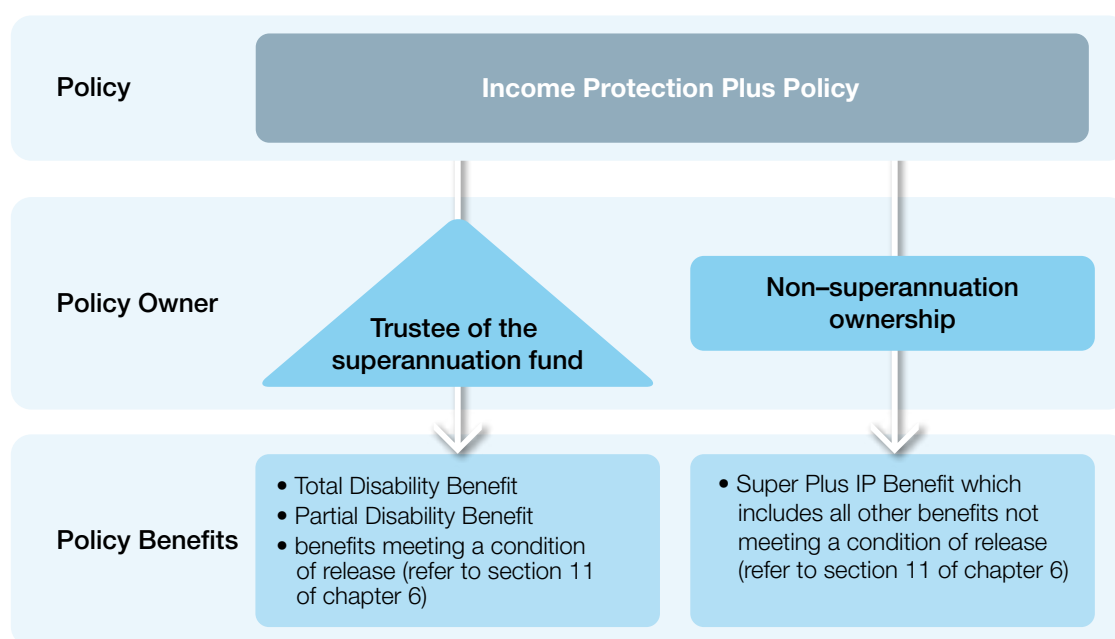 Policy
Income Protection Plus Policy
Policy Owner
Trustee of the
superannuation fund
Non–superannuation
ownership
Policy Benefits
• Total Disability Benefit
• Partial Disability Benefit
• benefits meeting a condition
of release (refer to section 11
of chapter 6)
• Super Plus IP Benefit which
includes all other benefits not
meeting a condition of release
(refer to section 11 of chapter 6)